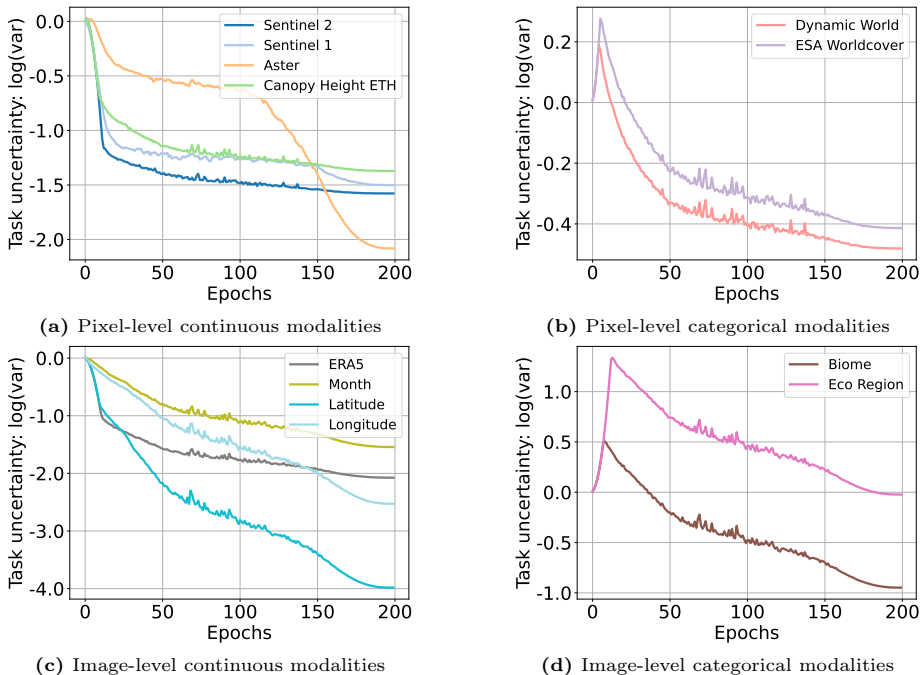 Task uncertainty: log(var)
0.0
-0.5
-1.0
-1.5
-2.0
0 50 100 150 200
Epochs
Sentinel 2
Sentinel 1
Aster
Canopy Height ETH
(a) Pixel-level continuous modalities
Task uncertainty: log(var)
0.2
0.0
-0.2
-0.4
0 50 100 150 200
Epochs
Dynamic World
ESA Worldcover
(b) Pixel-level categorical modalities
Task uncertainty: log(var)
0.0
-1.0
-2.0
-3.0
-4.0
0 50 100 150 200
Epochs
ERA5
Month
Latitude
Longitude
(c) Image-level continuous modalities
Task uncertainty: log(var)
1.0
0.5
0.0
-0.5
-1.0
0 50 100 150 200
Epochs
Biome
Eco Region
(d) Image-level categorical modalities